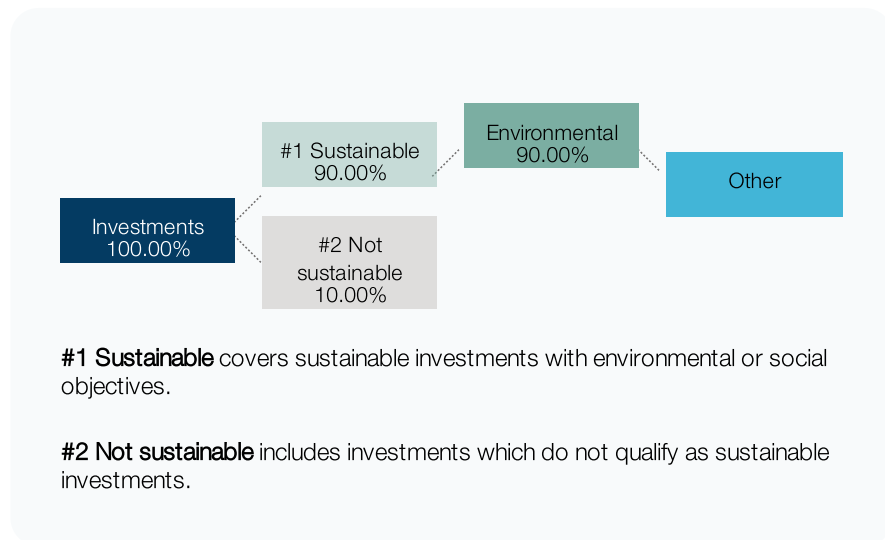 Investments
100.00%
#1 Sustainable
90.00%
#2 Not
sustainable
10.00%
Environmental
90.00%
Other
#1 Sustainable covers sustainable investments with environmental or social
objectives.
#2 Not sustainable includes investments which do not qualify as sustainable
investments.